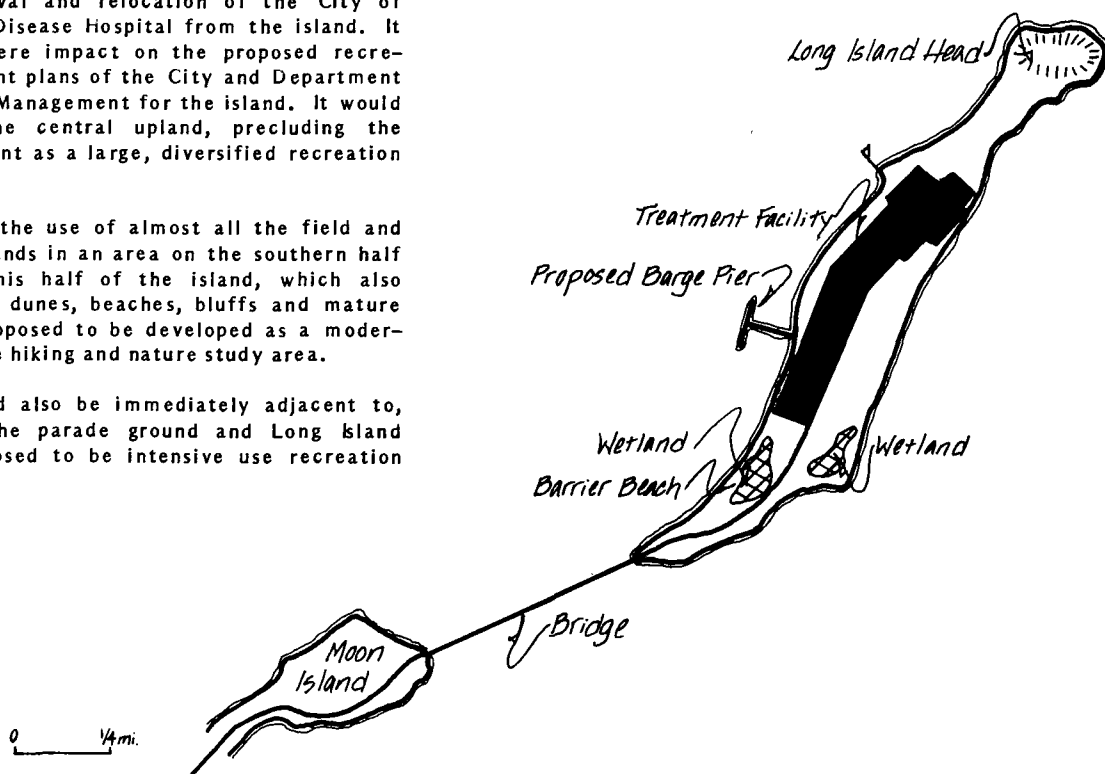 val and relocation of the City of
Disease Hospital from the island. It
ere impact on the proposed recre-
nt plans of the City and Department
Management for the island. It would
ne central upland, precluding the
nt as a large, diversified recreation
the use of almost all the field and
nds in an area on the southern half
his half of the island, which also
dunes, beaches, bluffs and mature
oposed to be developed as a moder-
e hiking and nature study area.
d also be immediately adjacent to,
he parade ground and Long Island
osed to be intensive use recreation
Long Island Head
Treatment Facility
Proposed Barge Pier
Wetland
Wetland
Barrier Beach
Bridge
Moon
Island
0 1/4 mi.